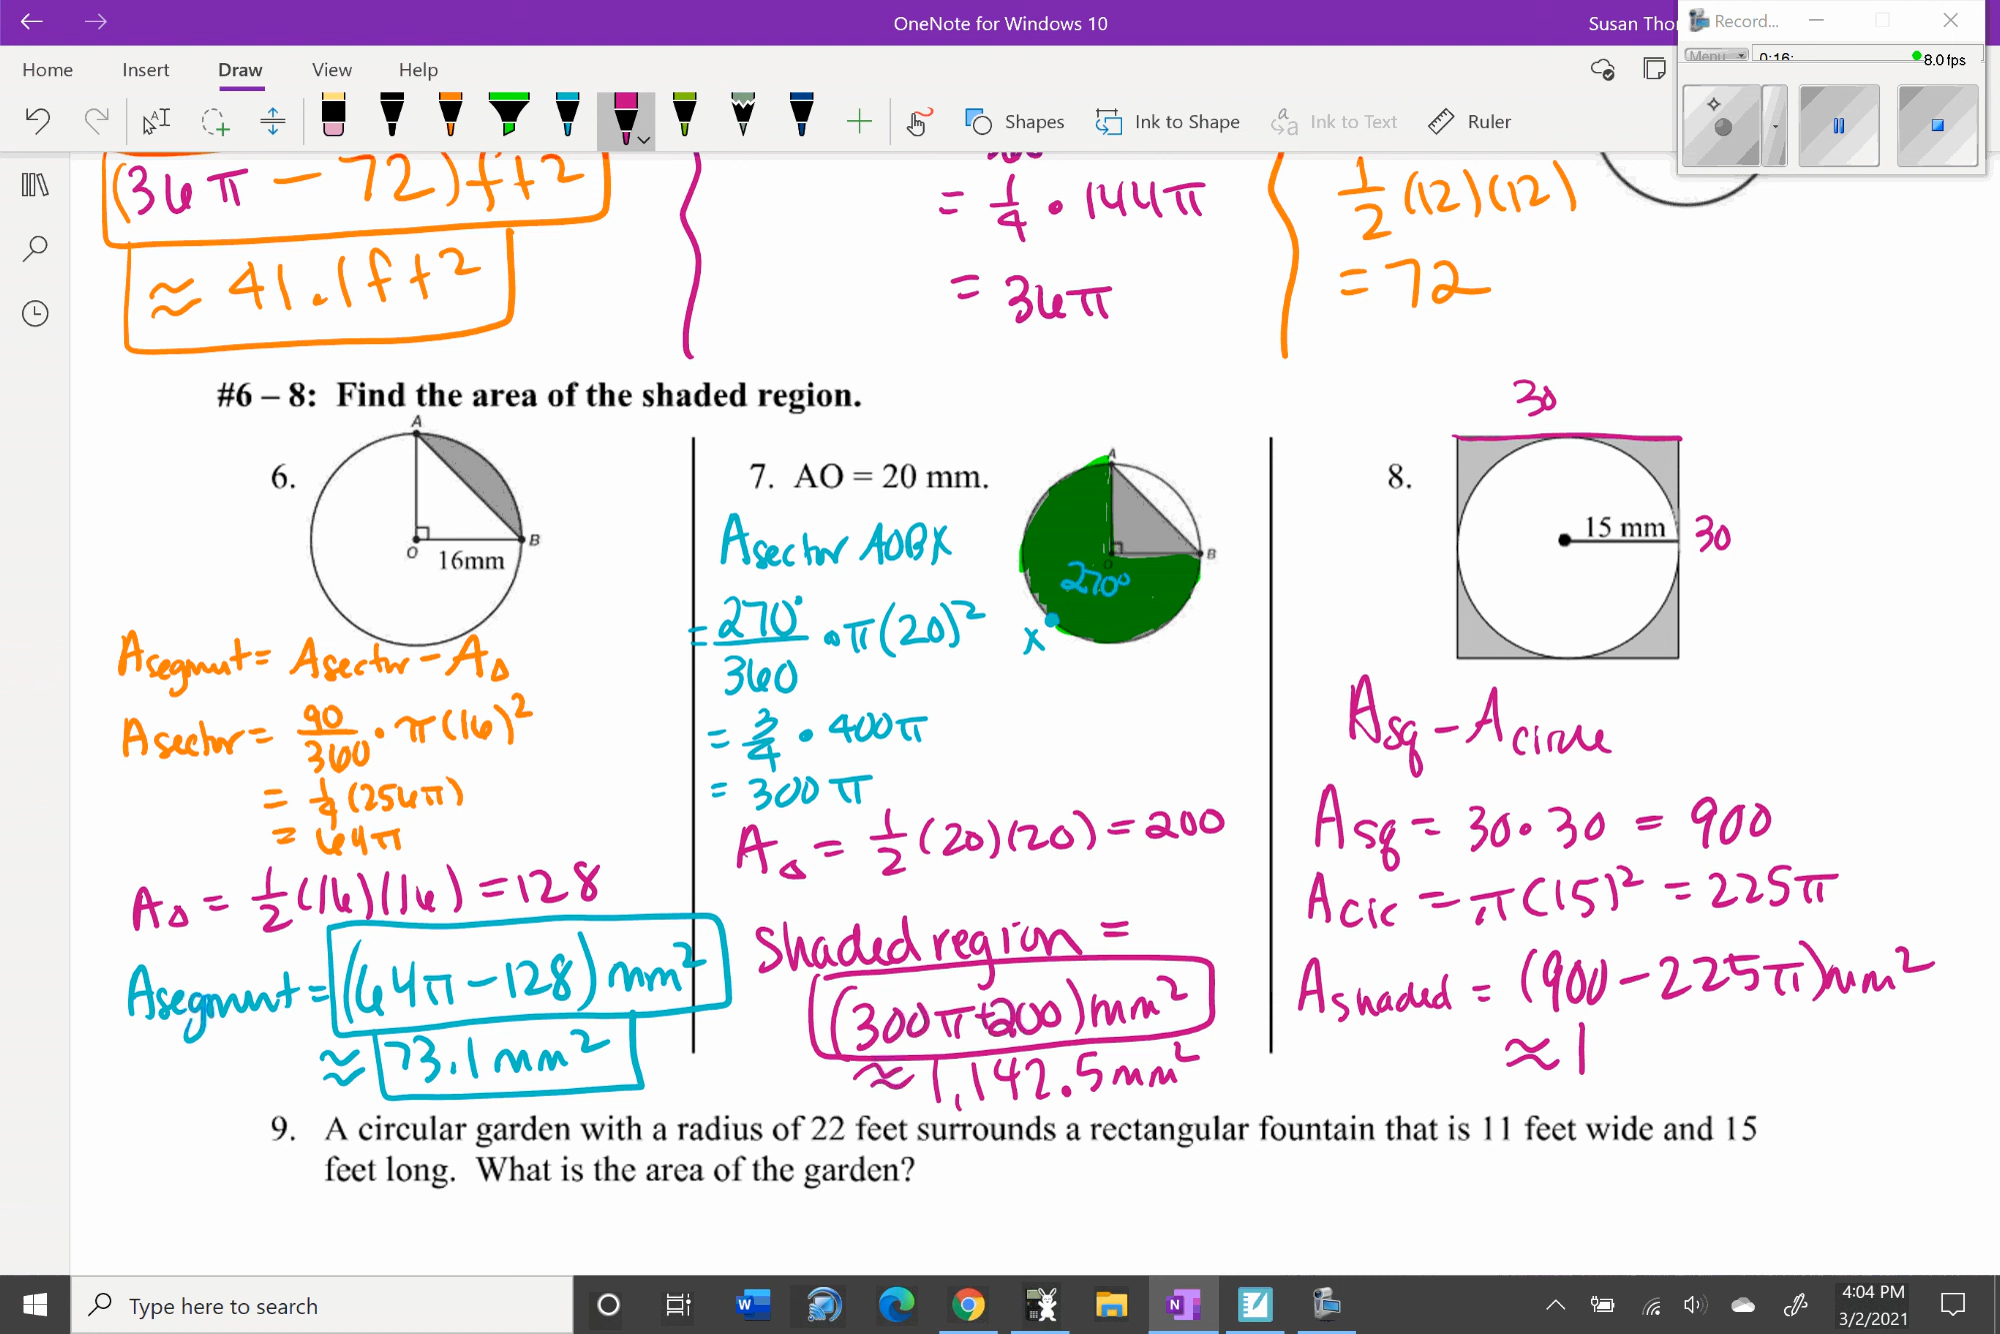 OneNote for Windows 10
Susan Tho
Record...
Menu
0:16:
8.0 fps
Home Insert Draw View Help
Shapes
Ink to Shape
Ink to Text
Ruler
(36π - 72) ft2
≈ 41.1 ft2
= 1/4 • 144π
= 36π
1/2 (12)(12)
= 72
#6 – 8: Find the area of the shaded region.
6.
A
O
B
16mm
Asegment = Asector - A△
Asector = 90/360 • π(16)²
= 1/4 (256π)
= 64π
A△ = 1/2 (16)(16) = 128
Asegment = (64π - 128) mm²
≈ 73.1 mm²
7. AO = 20 mm.
A
O
B
270°
X
Asector AOBX
= 270°/360 • π(20)²
= 3/4 • 400π
= 300π
A△ = 1/2 (20)(20) = 200
shaded region =
(300π+200) mm²
≈ 1,142.5 mm²
8.
30
15 mm
30
Asq - Acircle
Asq = 30 • 30 = 900
Acir = π(15)² = 225π
Ashaded = (900 - 225π) mm²
≈ 1
9. A circular garden with a radius of 22 feet surrounds a rectangular fountain that is 11 feet wide and 15
feet long. What is the area of the garden?
Type here to search
4:04 PM
3/2/2021